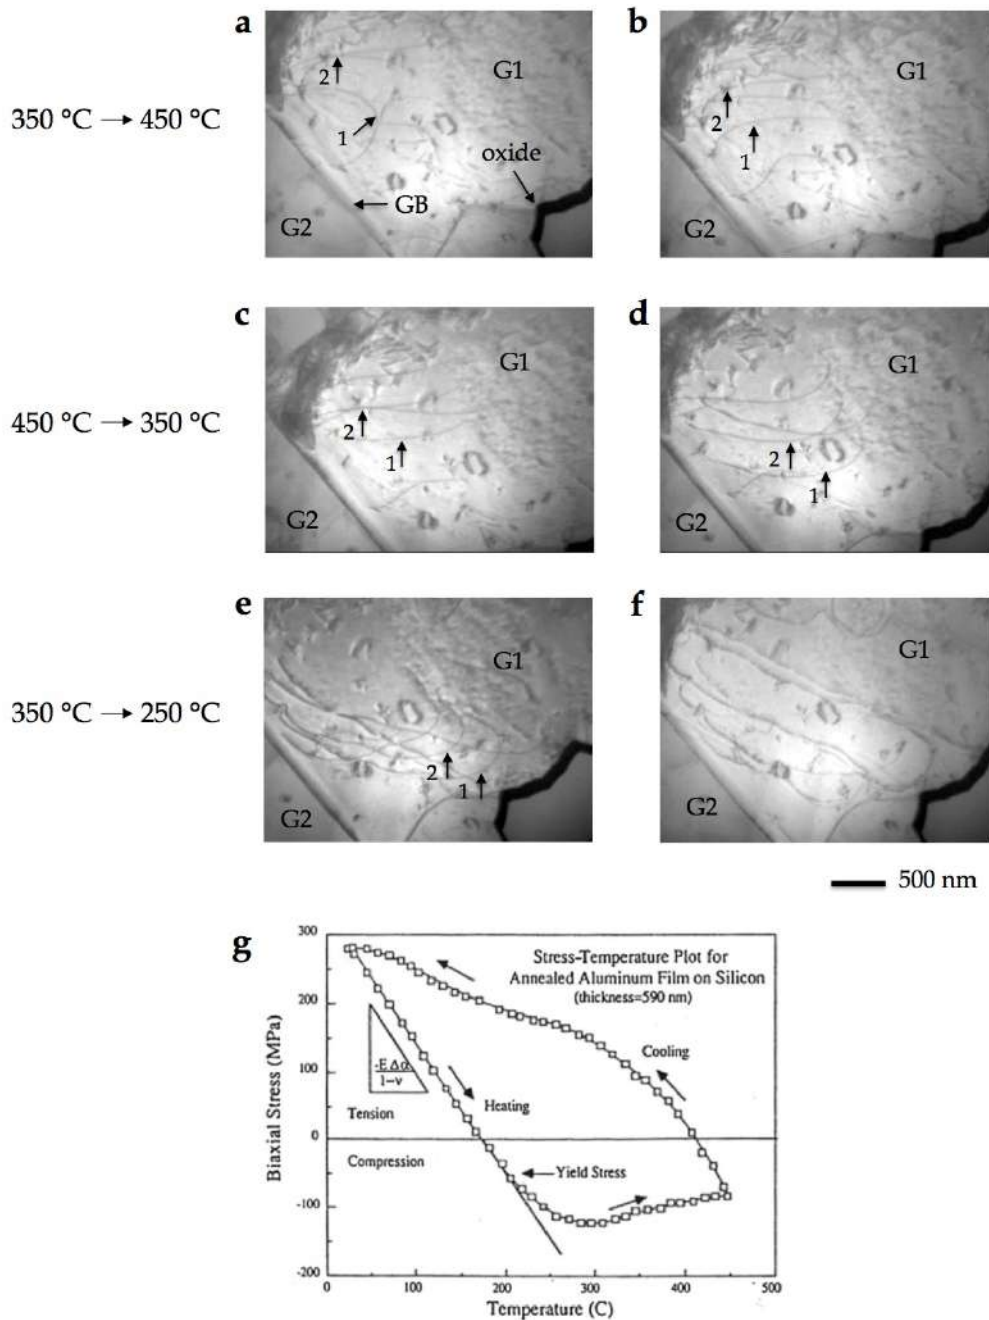 a
b
G1
2
1
oxide
GB
G2
G1
2
1
G2
350 °C → 450 °C
c
d
G1
2
1
G2
G1
2
1
G2
450 °C → 350 °C
e
f
G1
2
1
G2
G1
G2
350 °C → 250 °C
500 nm
g
Stress-Temperature Plot for
Annealed Aluminum Film on Silicon
(thickness=590 nm)
300
200
100
0
-100
-200
Biaxial Stress (MPa)
-E Δα
1-ν
Cooling
Heating
Tension
Compression
Yield Stress
0
100
200
300
400
500
Temperature (C)